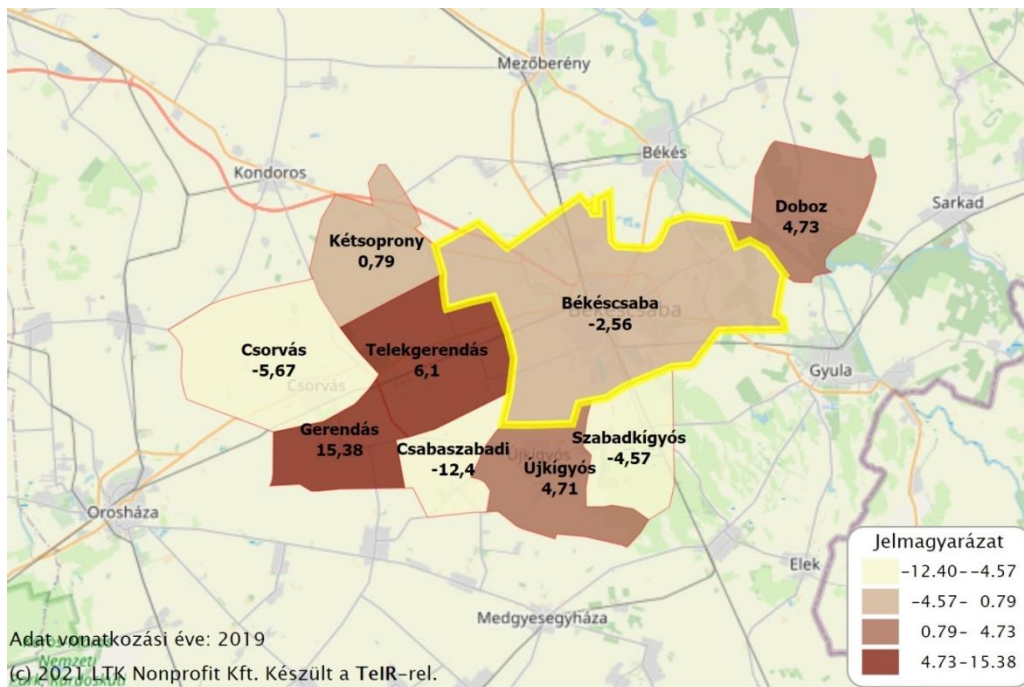 Mezőberény
Békés
Kondoros
Doboz
4,73
Sarkad
Kétsoprony
0,79
Békéscsaba
Békéscsaba
-2,56
Csorvás
-5,67
Csorvás
Telekgerendás
6,1
Gyula
Gerendás
15,38
Csabaszabadi
-12,4
Szabadkígyós
-4,57
Újkígyós
Újkígyós
4,71
Orosháza
Elek
Medgyesegyháza
Jelmagyarázat
-12.40--4.57
-4.57- 0.79
0.79- 4.73
4.73-15.38
Adat vonatkozási éve: 2019
Nemzeti
(c) 2021 LTK Nonprofit Kft. Készült a TeIR-rel.